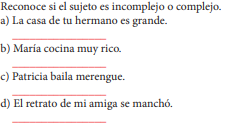 Reconoce si el sujeto es incomplejo o complejo.
a) La casa de tu hermano es grande.
b) María cocina muy rico.
c) Patricia baila merengue.
d) El retrato de mi amiga se manchó.